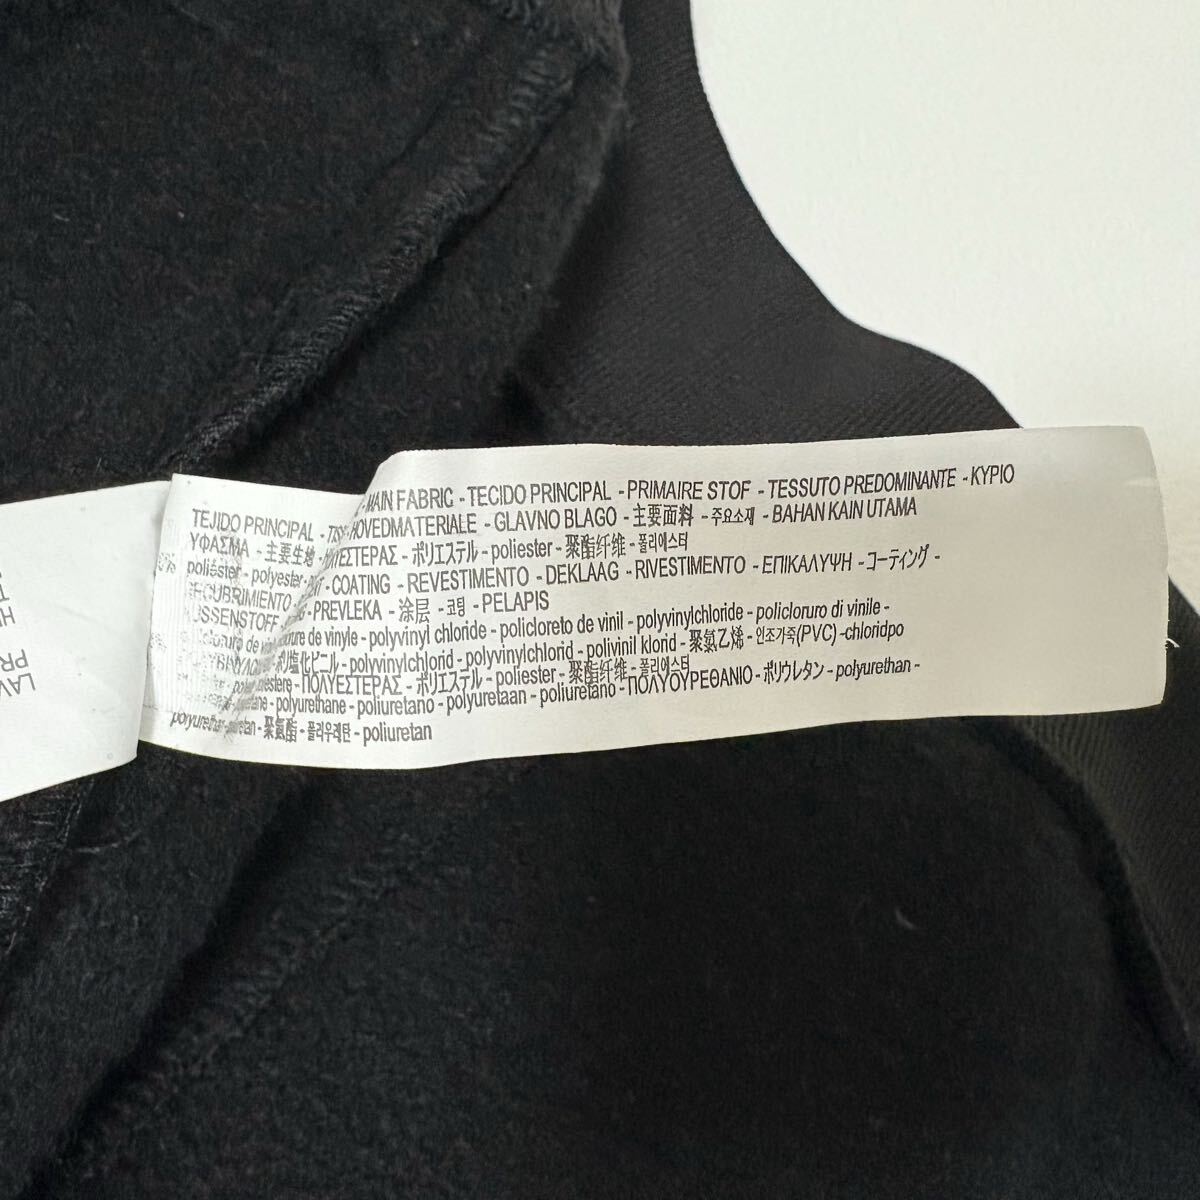 MAIN FABRIC - TECIDO PRINCIPAL - PRIMAIRE STOF - TESSUTO PREDOMINANTE - ΚΥΡΙΟ
TEJIDO PRINCIPAL - HOVEDMATERIALE - GLAVNO BLAGO - 主要面料 - 주요소재 - BAHAN KAIN UTAMA
ΥΦΑΣΜΑ - 主要生地 - ポリエステル - poliester - 聚酯纤维 - 폴리에스터
poliéster - polyester - COATING - REVESTIMENTO - DEKLAAG - RIVESTIMENTO - ΕΠΙΚΑΛΥΨΗ - コーティング -
PREVLEKA - 涂层 - 코팅 - PELAPIS
de vinyle - polyvinyl chloride - policloreto de vinil - polyvinylchloride - policloruro di vinile -
polyvinylchlorid - polyvinylchlorid - polivinil klorid - 聚氯乙烯 - 인조가죽(PVC) - chloridpo
ΠΟΛΥΕΣΤΕΡΑΣ - ポリエステル - poliester - 聚酯纤维 - 폴리에스터
polyurethane - poliuretano - polyuretaan - poliuretano - ΠΟΛΥΟΥΡΕΘΑΝΙΟ - ポリウレタン - polyurethan -
polyurethan - 聚氨酯 - 폴리우레탄 - poliuretan
LAV
PR